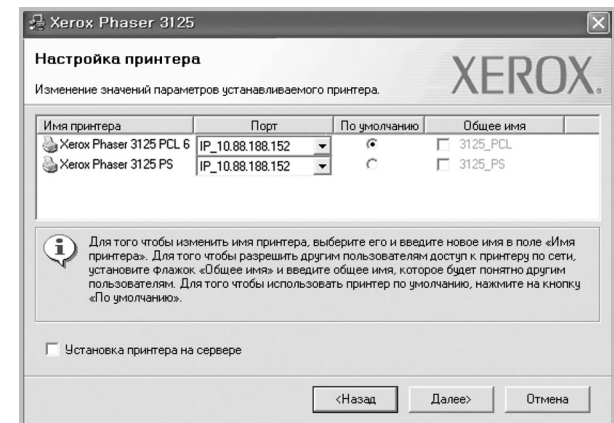 Xerox Phaser 3125
Настройка принтера
Изменение значений параметров устанавливаемого принтера.
XEROX.
Имя принтера Порт По умолчанию Общее имя
Xerox Phaser 3125 PCL 6 IP_10.88.188.152 3125_PCL
Xerox Phaser 3125 PS IP_10.88.188.152 3125_PS
Для того чтобы изменить имя принтера, выберите его и введите новое имя в поле «Имя
принтера». Для того чтобы разрешить другим пользователям доступ к принтеру по сети,
установите флажок «Общее имя» и введите общее имя, которое будет понятно другим
пользователям. Для того чтобы использовать принтер по умолчанию, нажмите на кнопку
«По умолчанию».
Установка принтера на сервере
<Назад Далее> Отмена